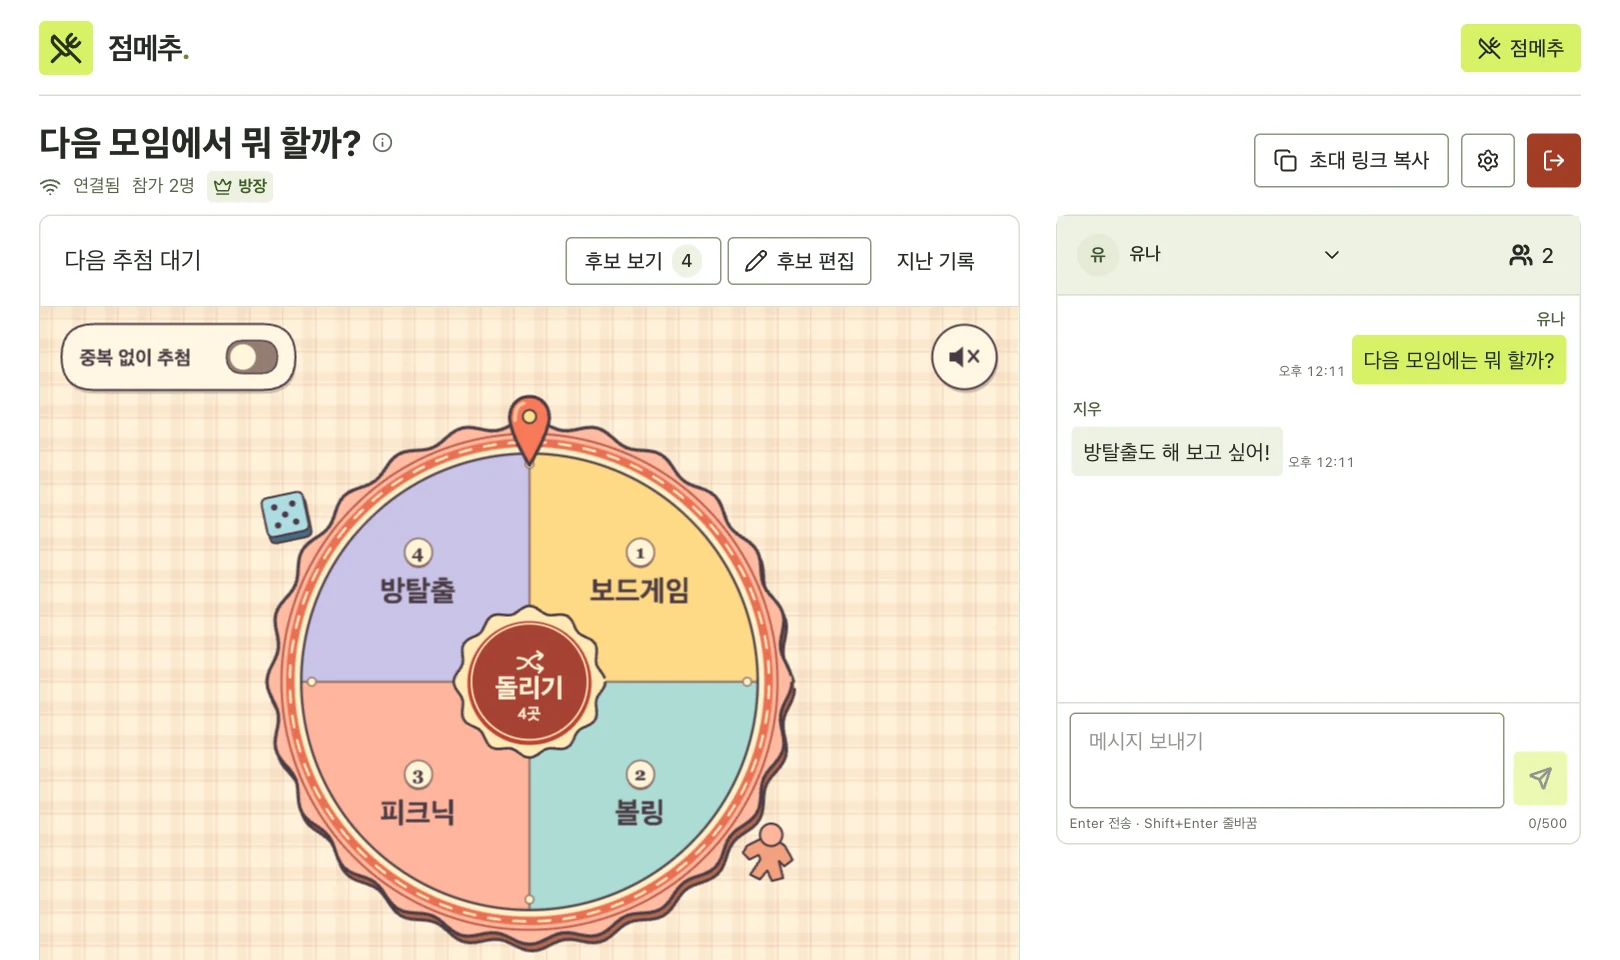 점메추.
점메추
다음 모임에서 뭐 할까?
연결됨 참가 2명 방장
초대 링크 복사
다음 추첨 대기
후보 보기 4
후보 편집
지난 기록
중복 없이 추첨
4
방탈출
1
보드게임
돌리기
4곳
3
피크닉
2
볼링
유 유나
2
유나
오후 12:11 다음 모임에는 뭐 할까?
지우
방탈출도 해 보고 싶어! 오후 12:11
메시지 보내기
Enter 전송 · Shift+Enter 줄바꿈
0/500